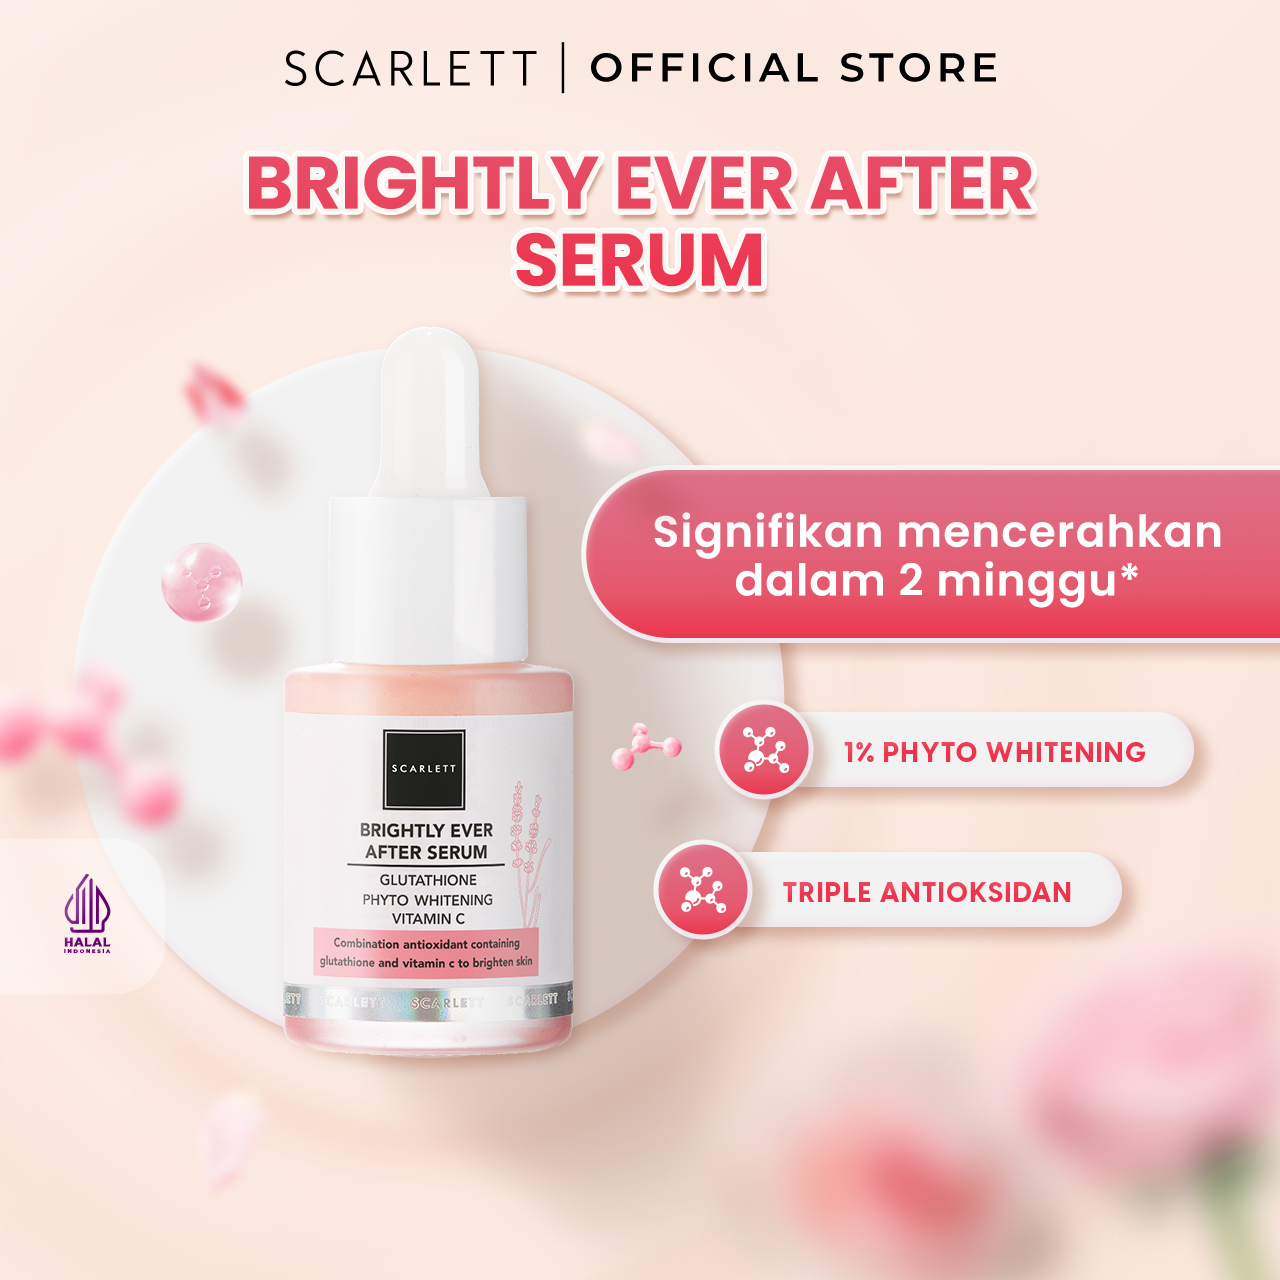 SCARLETT | OFFICIAL STORE
BRIGHTLY EVER AFTER
SERUM
Signifikan mencerahkan
dalam 2 minggu*
1% PHYTO WHITENING
TRIPLE ANTIOKSIDAN
SCARLETT
BRIGHTLY EVER
AFTER SERUM
GLUTATHIONE
PHYTO WHITENING
VITAMIN C
Combination antioxidant containing
glutathione and vitamin c to brighten skin
SCARLETT SCARLETT SCARLETT
HALAL
INDONESIA